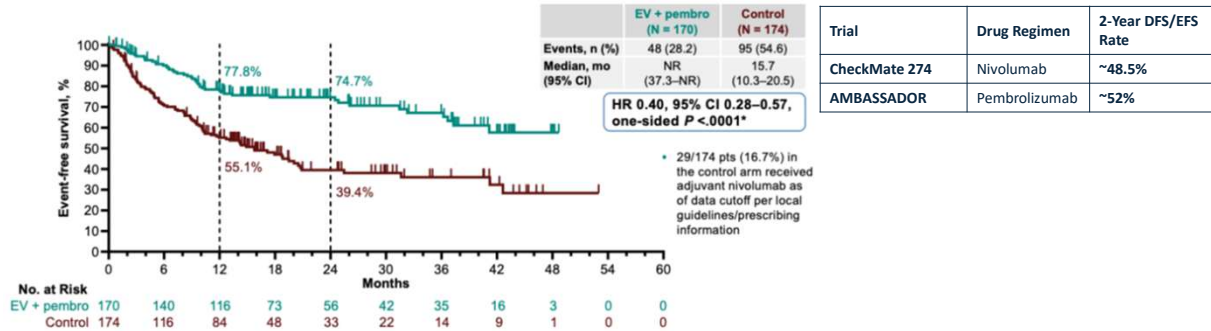 EV + pembro Control
(N = 170) (N = 174)
Events, n (%) 48 (28.2) 95 (54.6)
Median, mo NR 15.7
(95% CI) (37.3–NR) (10.3–20.5)
HR 0.40, 95% CI 0.28–0.57,
one-sided P <.0001*
• 29/174 pts (16.7%) in
the control arm received
adjuvant nivolumab as
of data cutoff per local
guidelines/prescribing
information
Event-free survival, %
100
90
80
70
60
50
40
30
20
10
0
77.8%
74.7%
55.1%
39.4%
0 6 12 18 24 30 36 42 48 54 60
Months
No. at Risk
EV + pembro 170 140 116 73 56 42 35 16 3 0 0
Control 174 116 84 48 33 22 14 9 1 0 0
Trial Drug Regimen 2-Year DFS/EFS
Rate
CheckMate 274 Nivolumab ~48.5%
AMBASSADOR Pembrolizumab ~52%